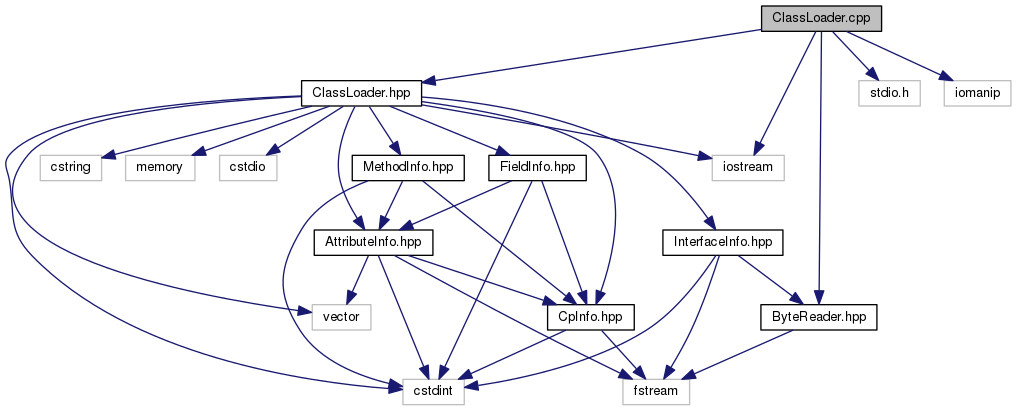 ClassLoader.cpp
ClassLoader.hpp
stdio.h
iomanip
cstring
memory
cstdio
MethodInfo.hpp
FieldInfo.hpp
iostream
AttributeInfo.hpp
InterfaceInfo.hpp
vector
CpInfo.hpp
ByteReader.hpp
cstdint
fstream